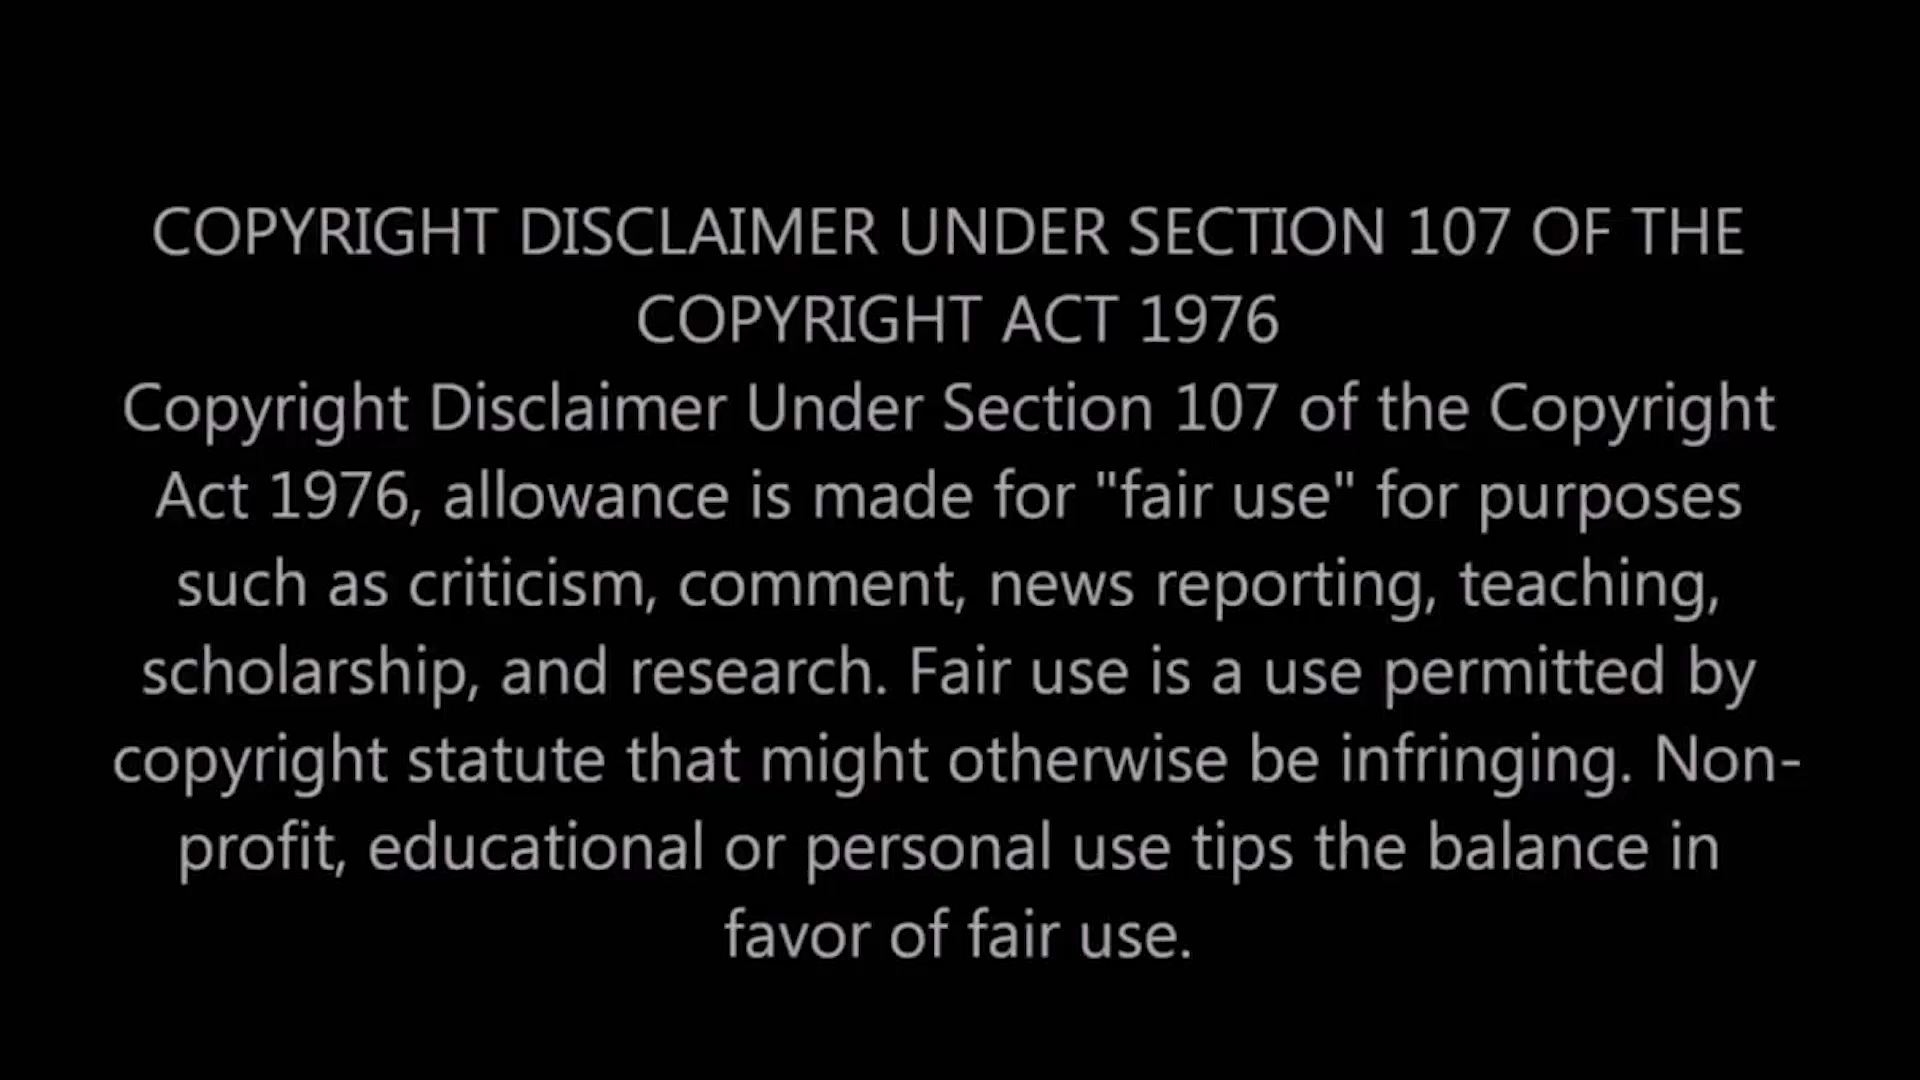 COPYRIGHT DISCLAIMER UNDER SECTION 107 OF THE
COPYRIGHT ACT 1976
Copyright Disclaimer Under Section 107 of the Copyright
Act 1976, allowance is made for "fair use" for purposes
such as criticism, comment, news reporting, teaching,
scholarship, and research. Fair use is a use permitted by
copyright statute that might otherwise be infringing. Non-
profit, educational or personal use tips the balance in
favor of fair use.